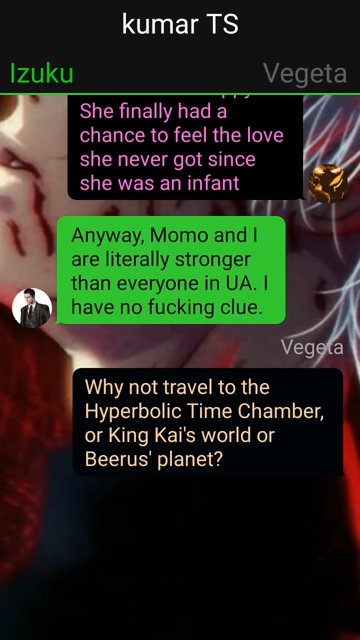 kumar TS
Izuku
Vegeta
She finally had a
chance to feel the love
she never got since
she was an infant
Anyway, Momo and I
are literally stronger
than everyone in UA. I
have no fucking clue.
Vegeta
Why not travel to the
Hyperbolic Time Chamber,
or King Kai's world or
Beerus' planet?